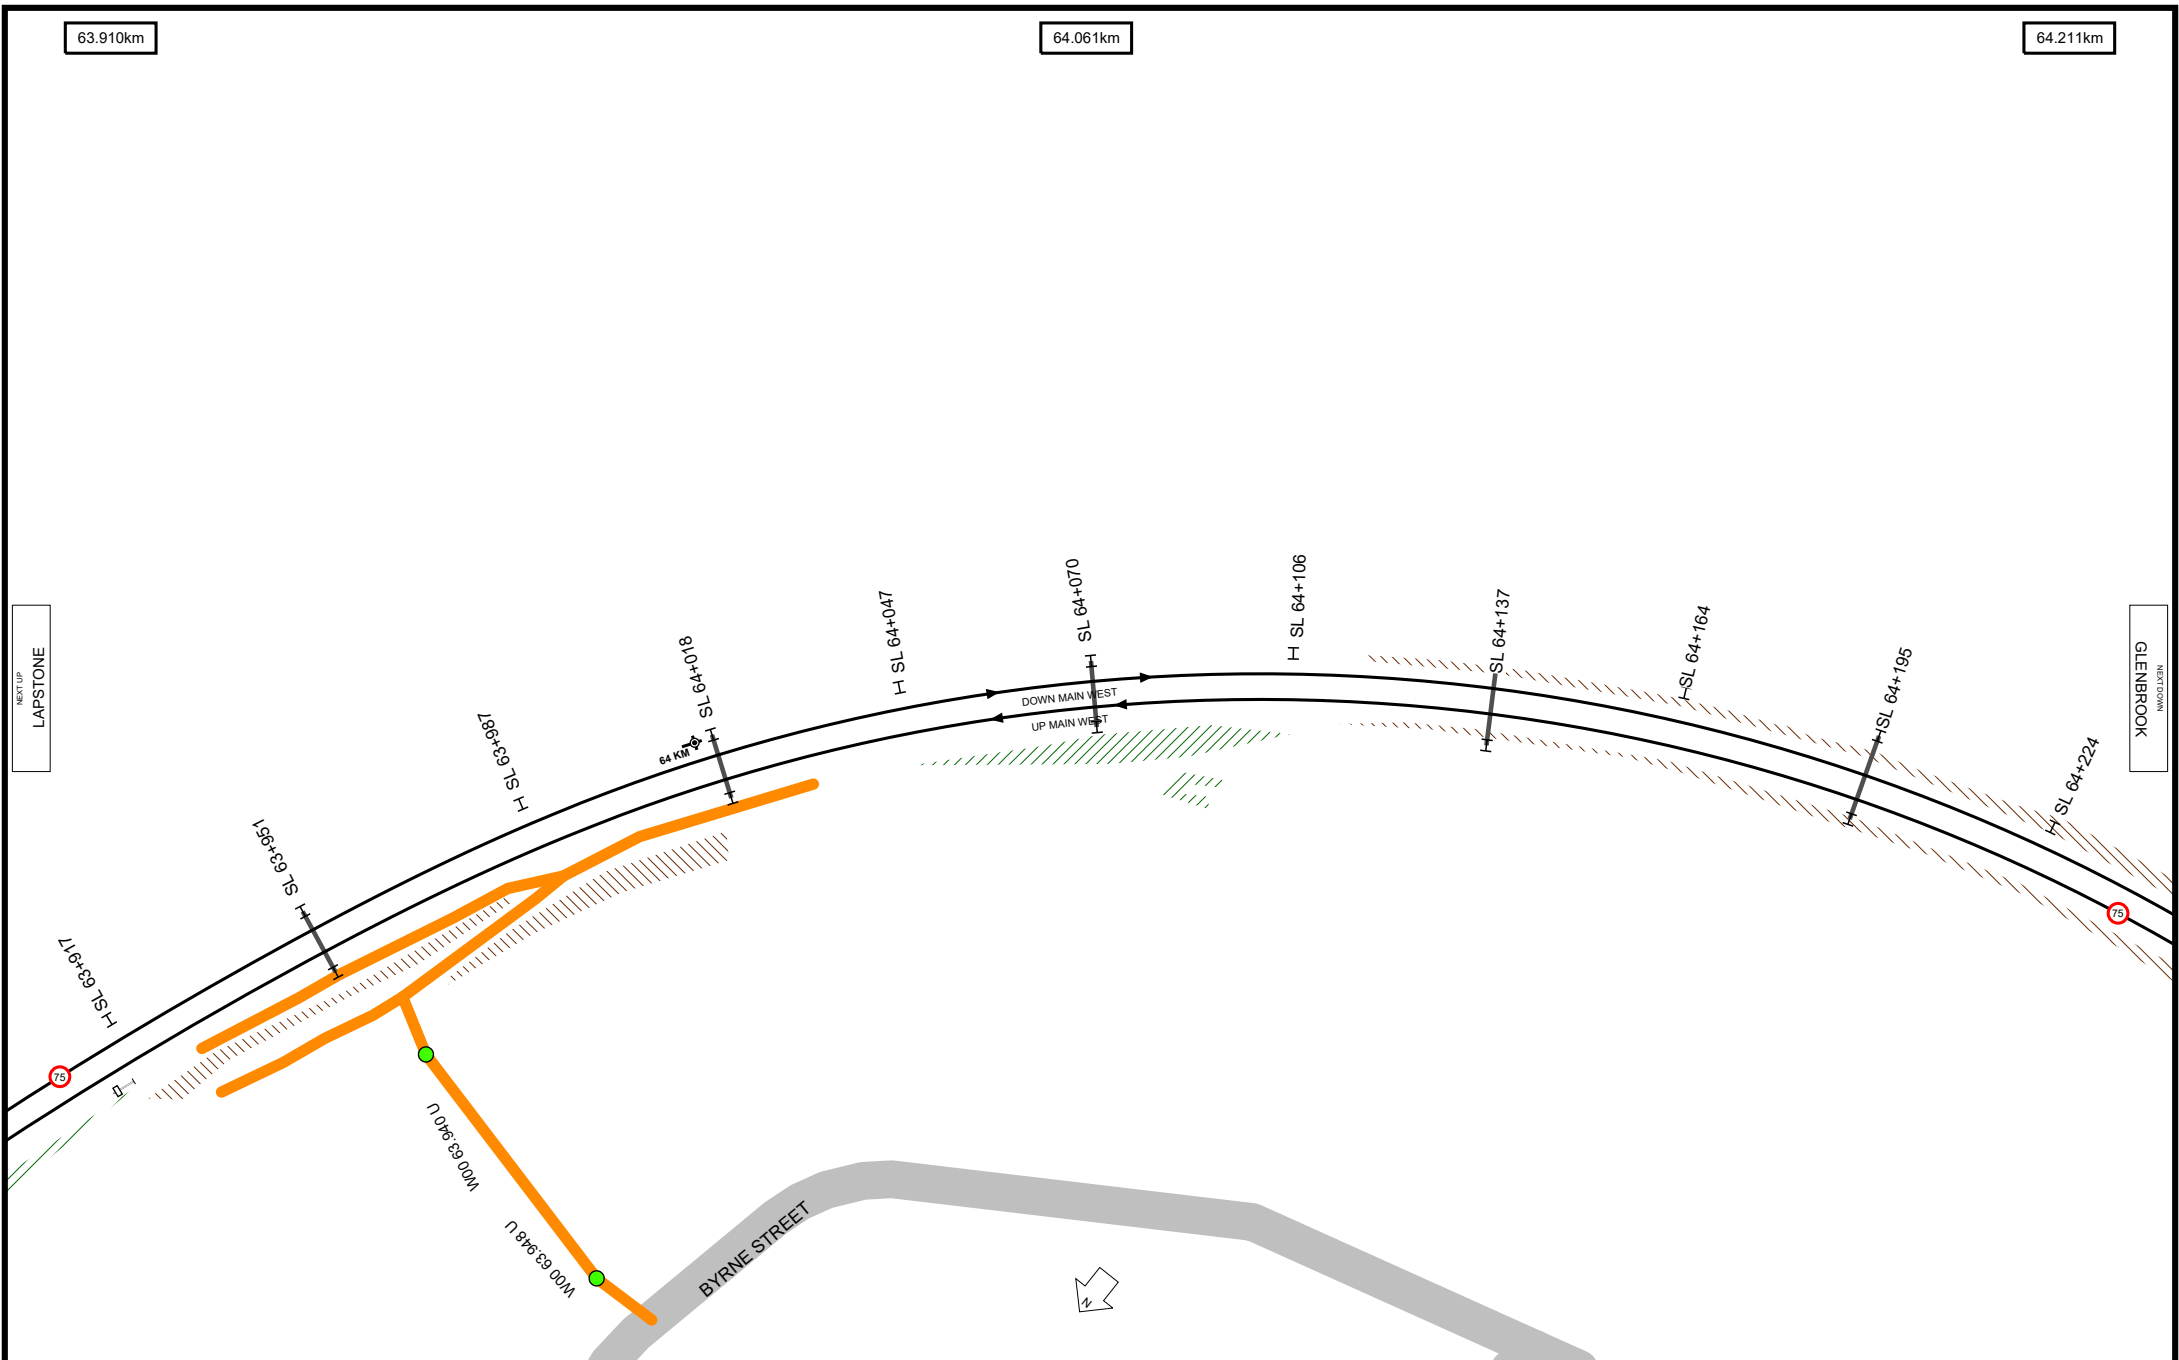 63.910km
64.061km
64.211km
SL 64+106
SL 64+070
SL 64+047
SL 64+137
SL 64+164
SL 64+018
SL 64+195
NEXT UP
LAPSTONE
NEXT DOWN
GLENBROOK
DOWN MAIN WEST
UP MAIN WEST
64 KM
SL 63+987
SL 64+224
SL 63+951
SL 63+917
75
75
W00 63.940 U
W00 63.948 U
BYRNE STREET
N